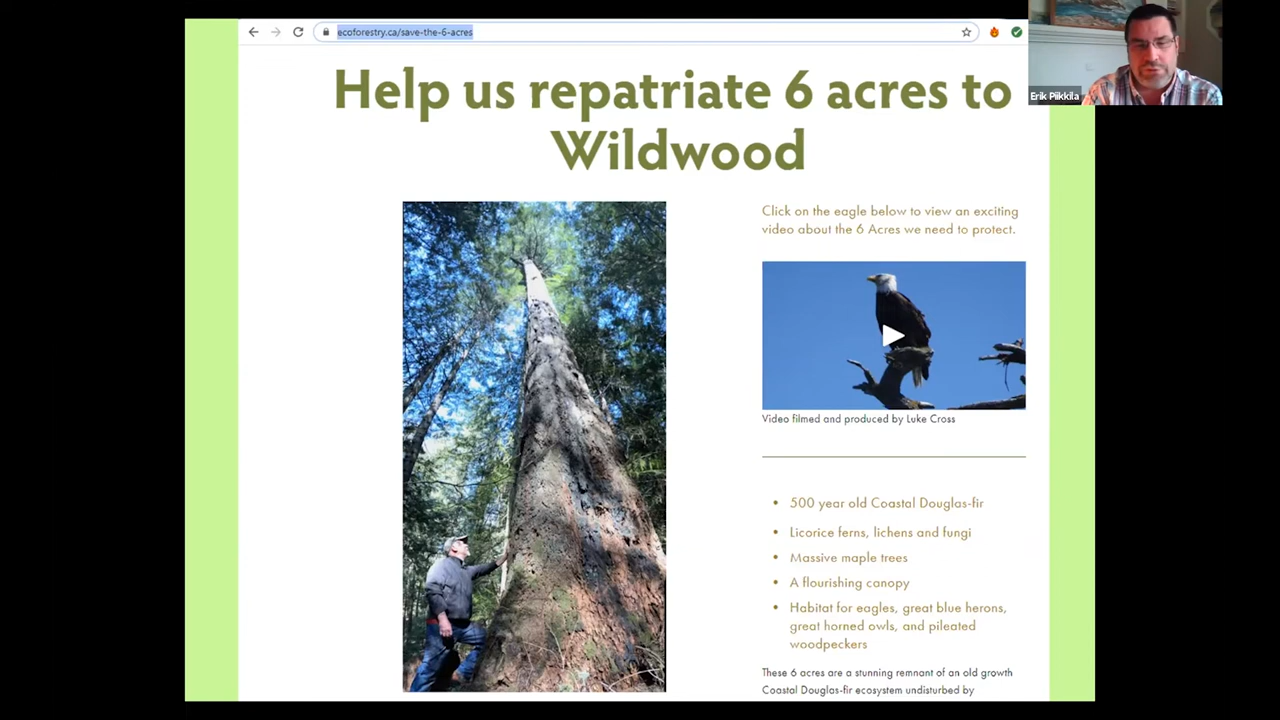 ecoforestry.ca/save-the-6-acres
Erik Piikkila
Help us repatriate 6 acres to
Wildwood
Click on the eagle below to view an exciting
video about the 6 Acres we need to protect.
Video filmed and produced by Luke Cross
• 500 year old Coastal Douglas-fir
• Licorice ferns, lichens and fungi
• Massive maple trees
• A flourishing canopy
• Habitat for eagles, great blue herons,
great horned owls, and pileated
woodpeckers
These 6 acres are a stunning remnant of an old growth
Coastal Douglas-fir ecosystem undisturbed by